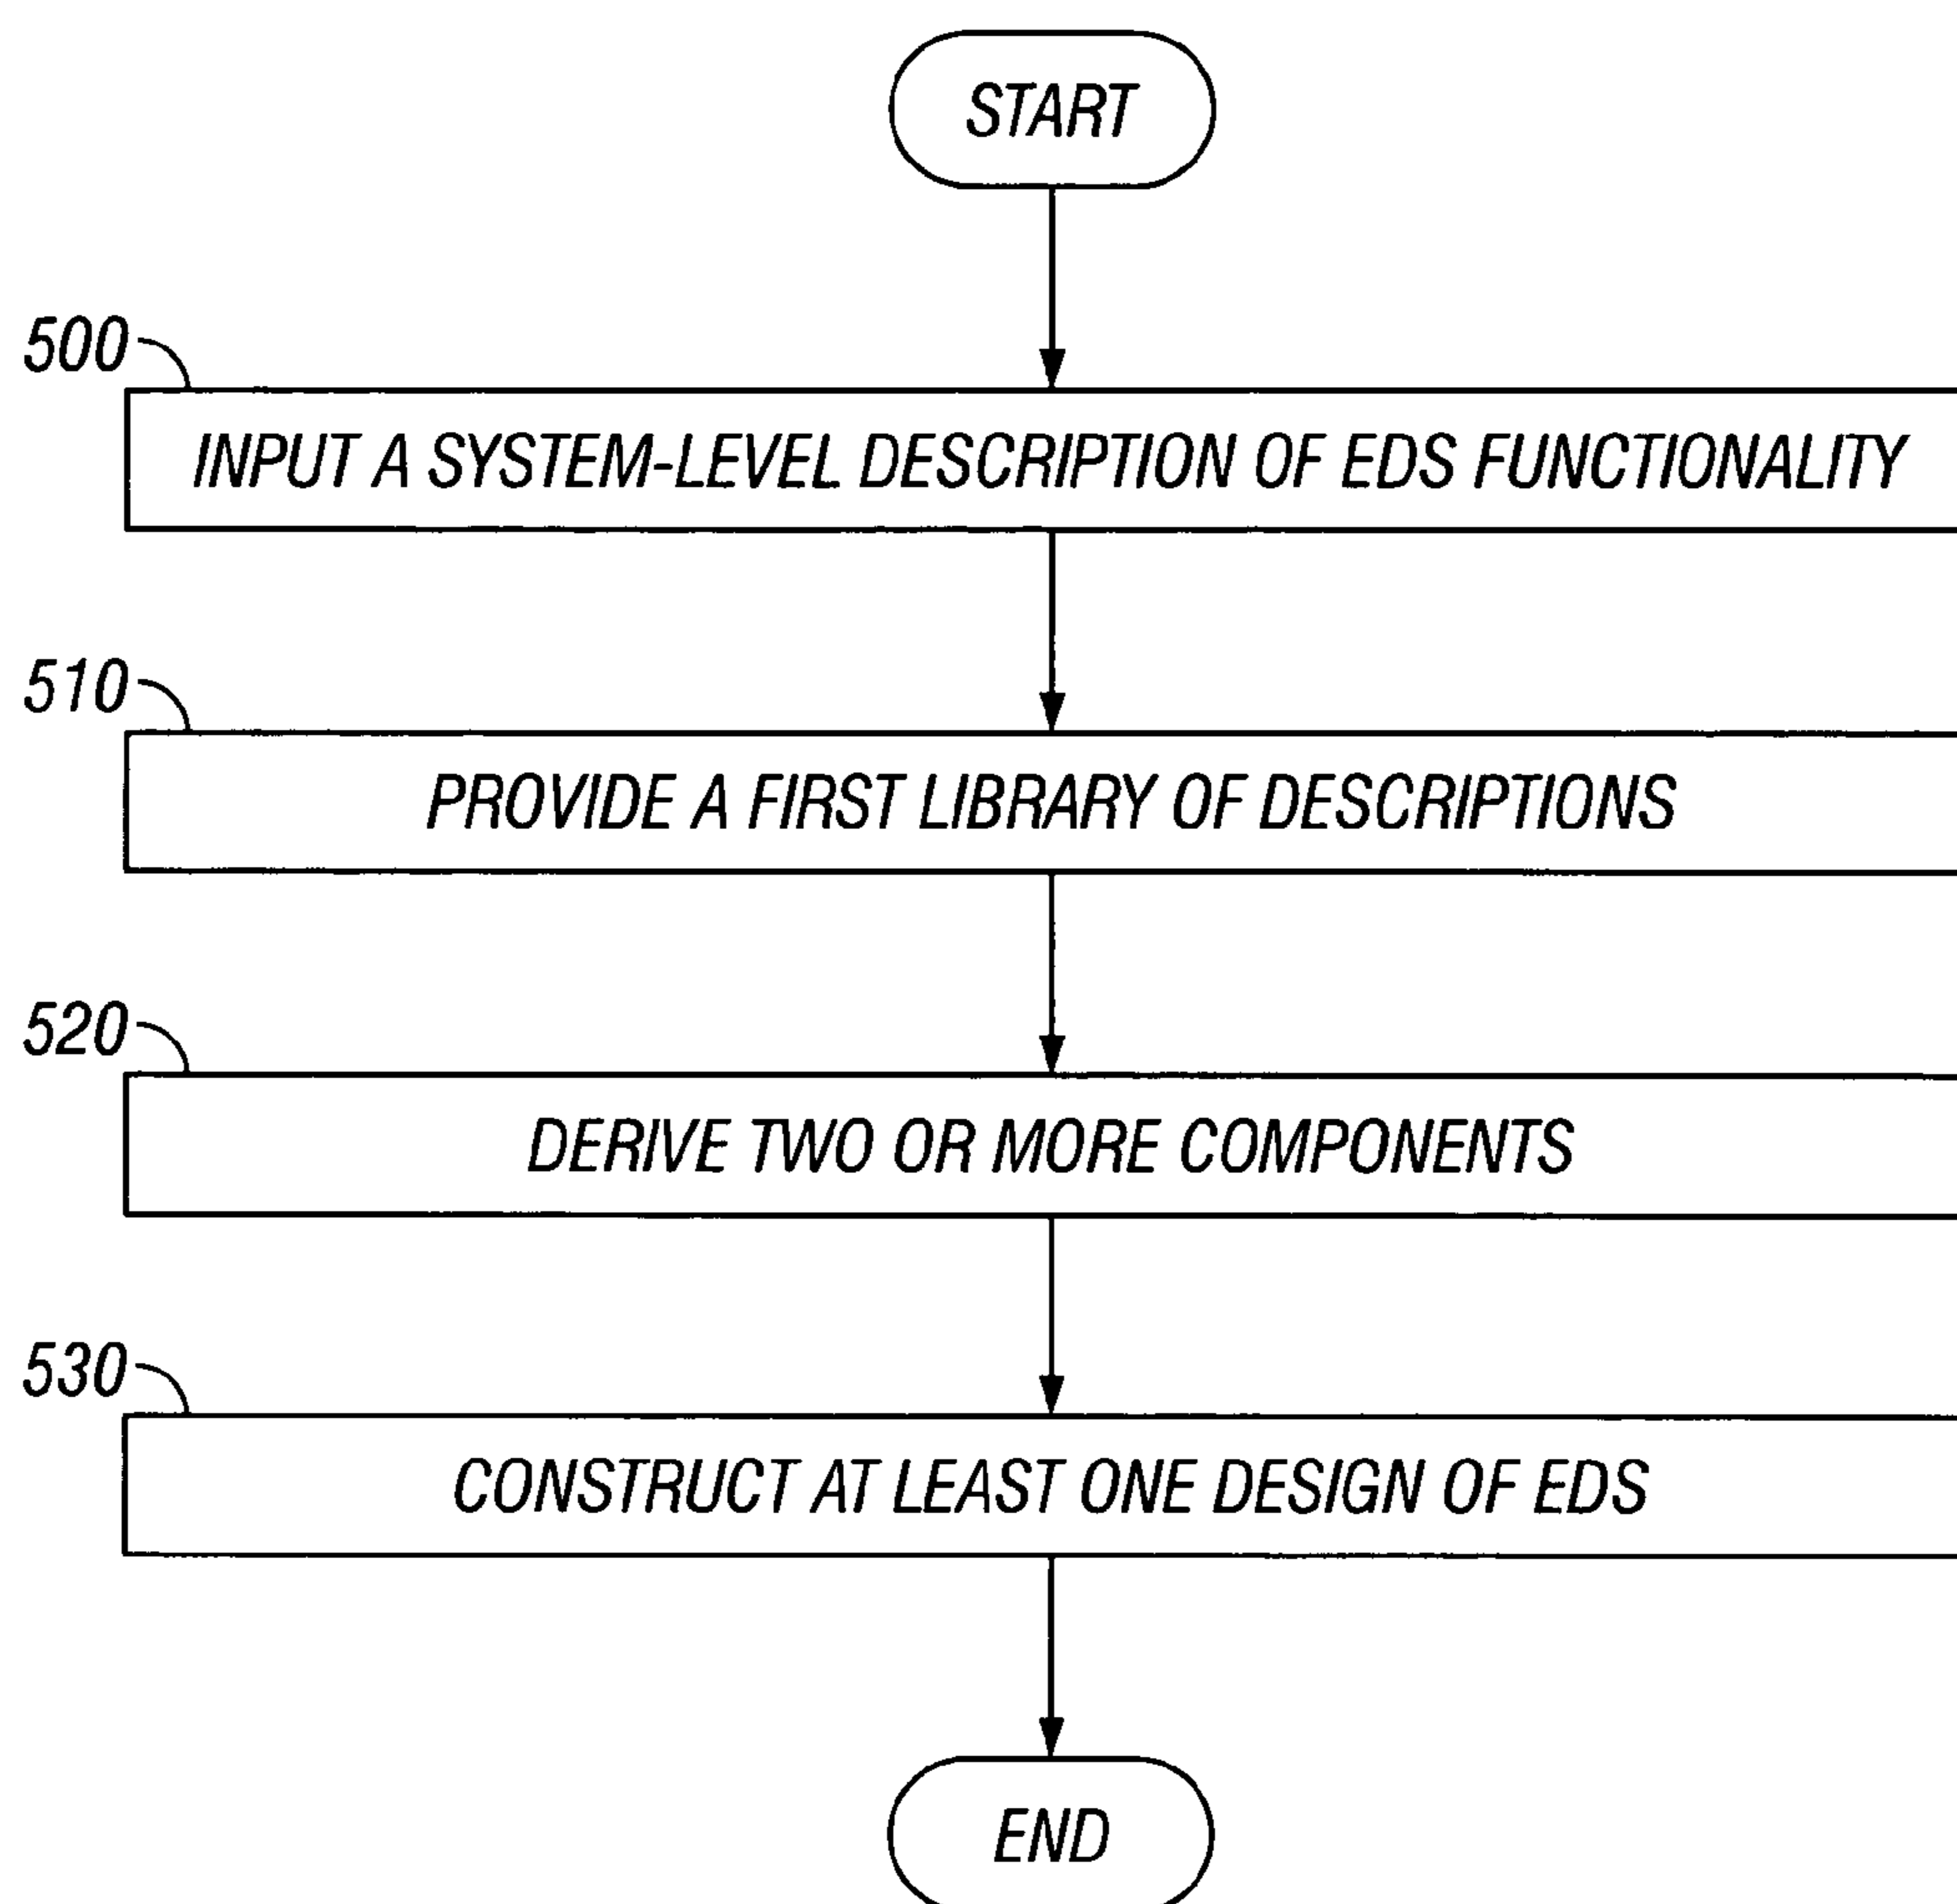 START
500
INPUT A SYSTEM-LEVEL DESCRIPTION OF EDS FUNCTIONALITY
510
PROVIDE A FIRST LIBRARY OF DESCRIPTIONS
520
DERIVE TWO OR MORE COMPONENTS
530
CONSTRUCT AT LEAST ONE DESIGN OF EDS
END